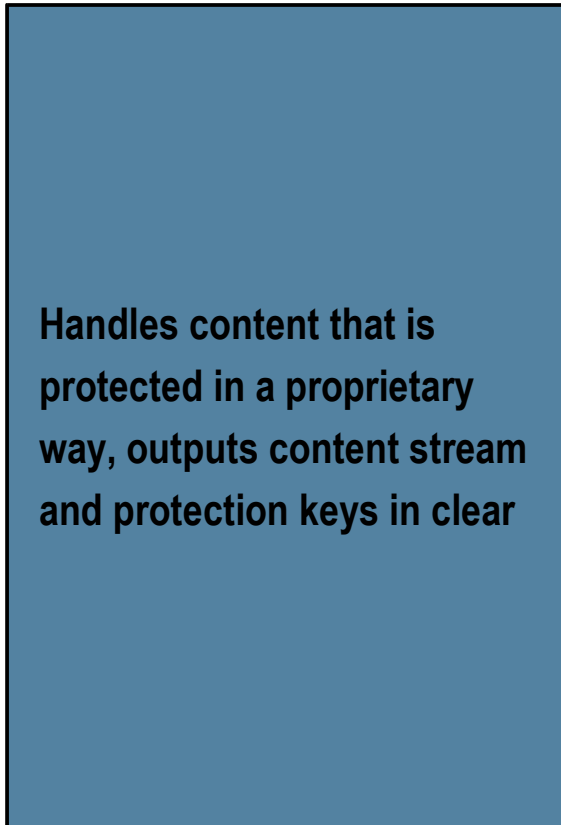 Handles content that is
protected in a proprietary
way, outputs content stream
and protection keys in clear